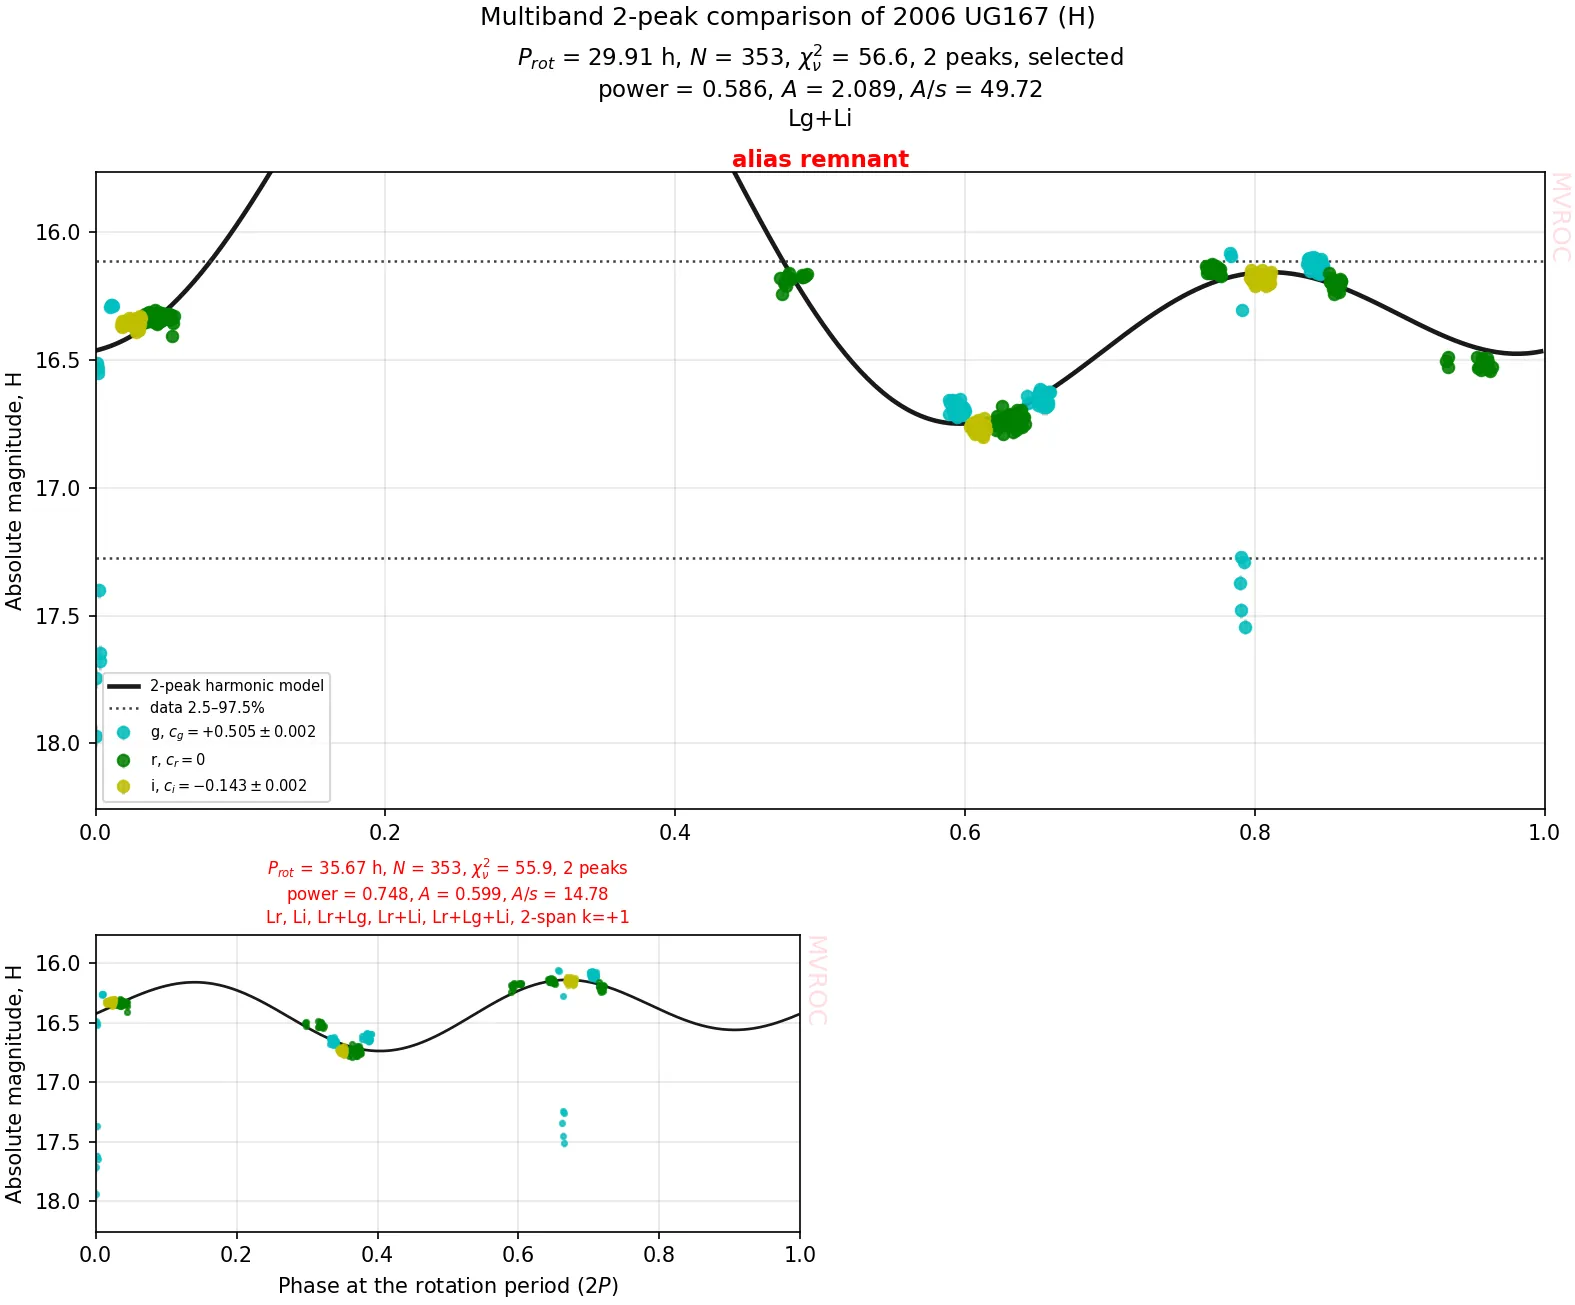 Multiband 2-peak comparison of 2006 UG167 (H)
P_rot = 29.91 h, N = 353, χ²_ν = 56.6, 2 peaks, selected
power = 0.586, A = 2.089, A/s = 49.72
Lg+Li
alias remnant
MVROC
Absolute magnitude, H
16.0
16.5
17.0
17.5
18.0
2-peak harmonic model
data 2.5–97.5%
g, c_g = +0.505 ± 0.002
r, c_r = 0
i, c_i = −0.143 ± 0.002
0.0 0.2 0.4 0.6 0.8 1.0
P_rot = 35.67 h, N = 353, χ²_ν = 55.9, 2 peaks
power = 0.748, A = 0.599, A/s = 14.78
Lr, Li, Lr+Lg, Lr+Li, Lr+Lg+Li, 2-span k=+1
MVROC
Absolute magnitude, H
16.0
16.5
17.0
17.5
18.0
0.0 0.2 0.4 0.6 0.8 1.0
Phase at the rotation period (2P)